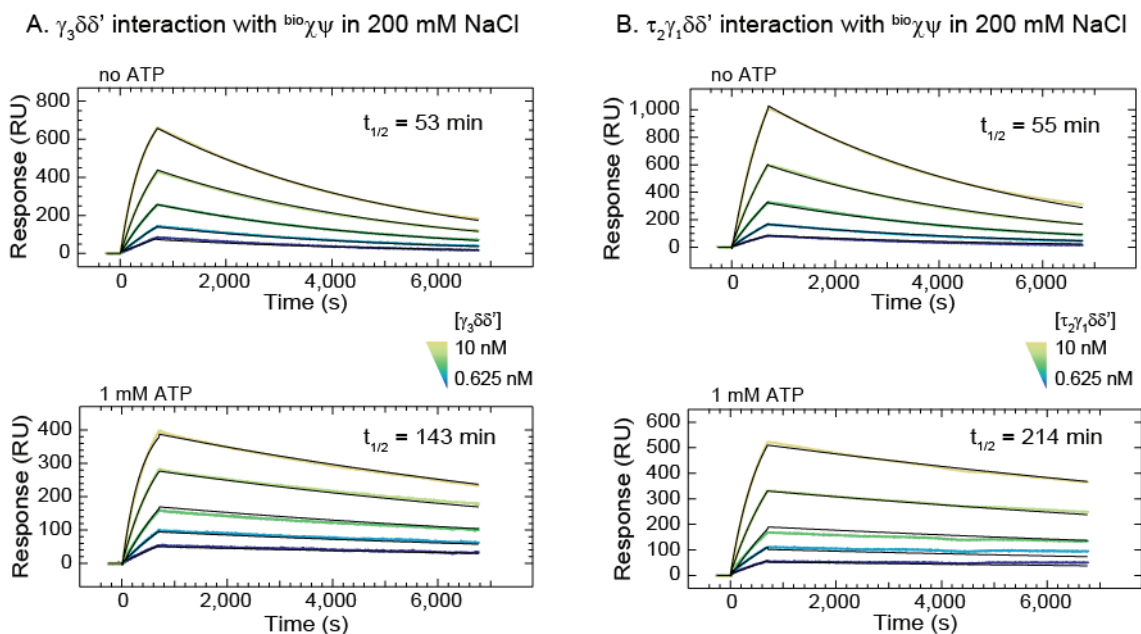 A. γ₃δδ' interaction with ᵇⁱᵒχψ in 200 mM NaCl
no ATP
t₁/₂ = 53 min
Response (RU)
800
600
400
200
0
0 2,000 4,000 6,000
Time (s)
[γ₃δδ']
10 nM
0.625 nM
1 mM ATP
t₁/₂ = 143 min
Response (RU)
400
300
200
100
0
0 2,000 4,000 6,000
Time (s)
B. τ₂γ₁δδ' interaction with ᵇⁱᵒχψ in 200 mM NaCl
no ATP
t₁/₂ = 55 min
Response (RU)
1,000
800
600
400
200
0
0 2,000 4,000 6,000
Time (s)
[τ₂γ₁δδ']
10 nM
0.625 nM
1 mM ATP
t₁/₂ = 214 min
Response (RU)
600
500
400
300
200
100
0
0 2,000 4,000 6,000
Time (s)